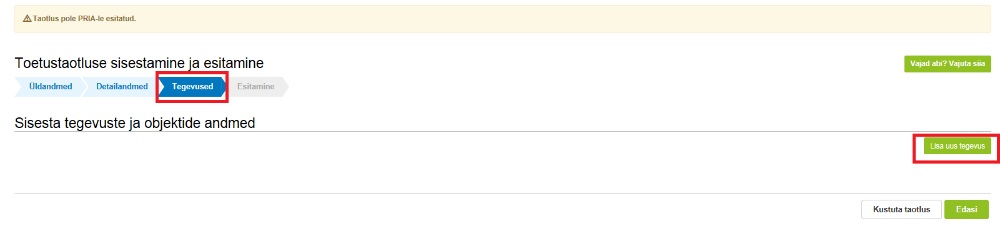 Taotlus pole PRIA-le esitatud.
Toetustaotluse sisestamine ja esitamine
Vajad abi? Vajuta siia
Üldandmed
Detailandmed
Tegevused
Esitamine
Sisesta tegevuste ja objektide andmed
Lisa uus tegevus
Kustuta taotlus
Edasi